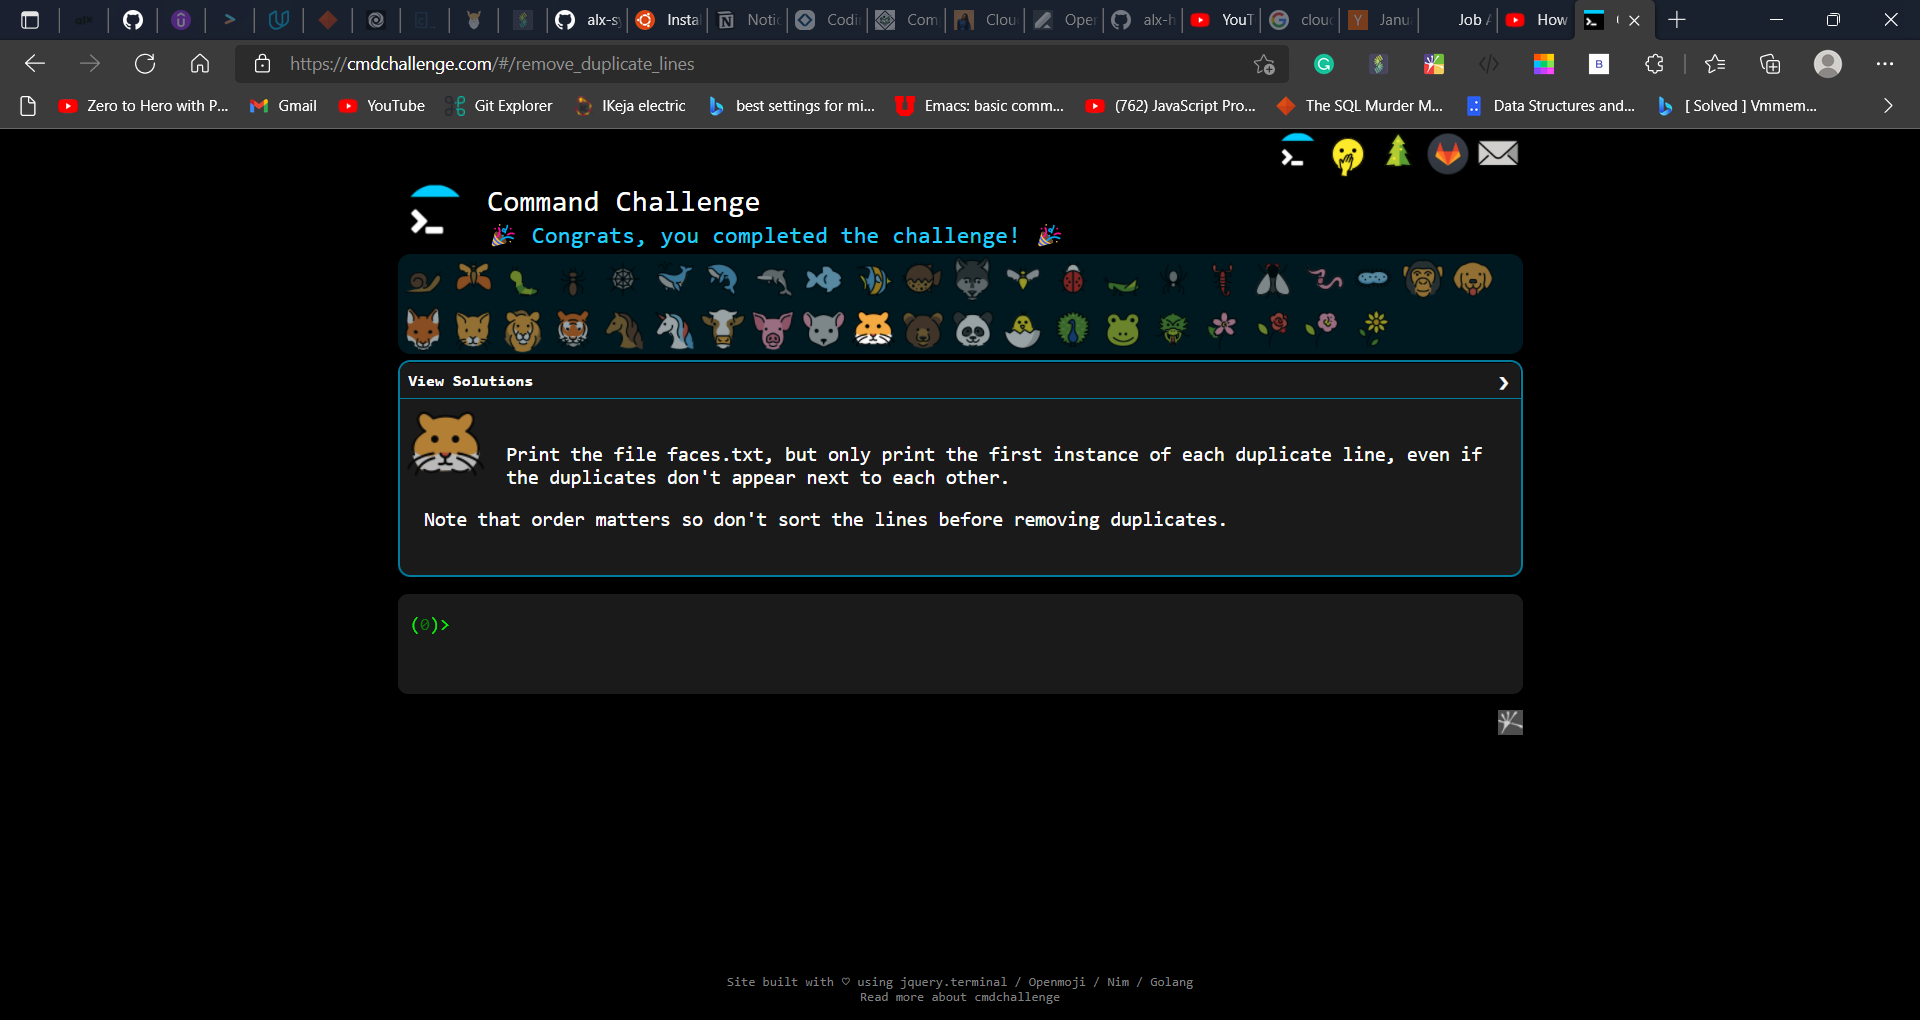 alx-s
Insta
Notic
Codi
Com
Clou
Ope
alx-h
YouT
clou
Janu
Job
How
https://cmdchallenge.com/#/remove_duplicate_lines
Zero to Hero with P... Gmail YouTube Git Explorer IKeja electric best settings for mi... Emacs: basic comm... (762) JavaScript Pro... The SQL Murder M... Data Structures and... [ Solved ] Vmmem...
Command Challenge
Congrats, you completed the challenge!
View Solutions
Print the file faces.txt, but only print the first instance of each duplicate line, even if
the duplicates don't appear next to each other.
Note that order matters so don't sort the lines before removing duplicates.
(0)>
Site built with ♡ using jquery.terminal / Openmoji / Nim / Golang
Read more about cmdchallenge